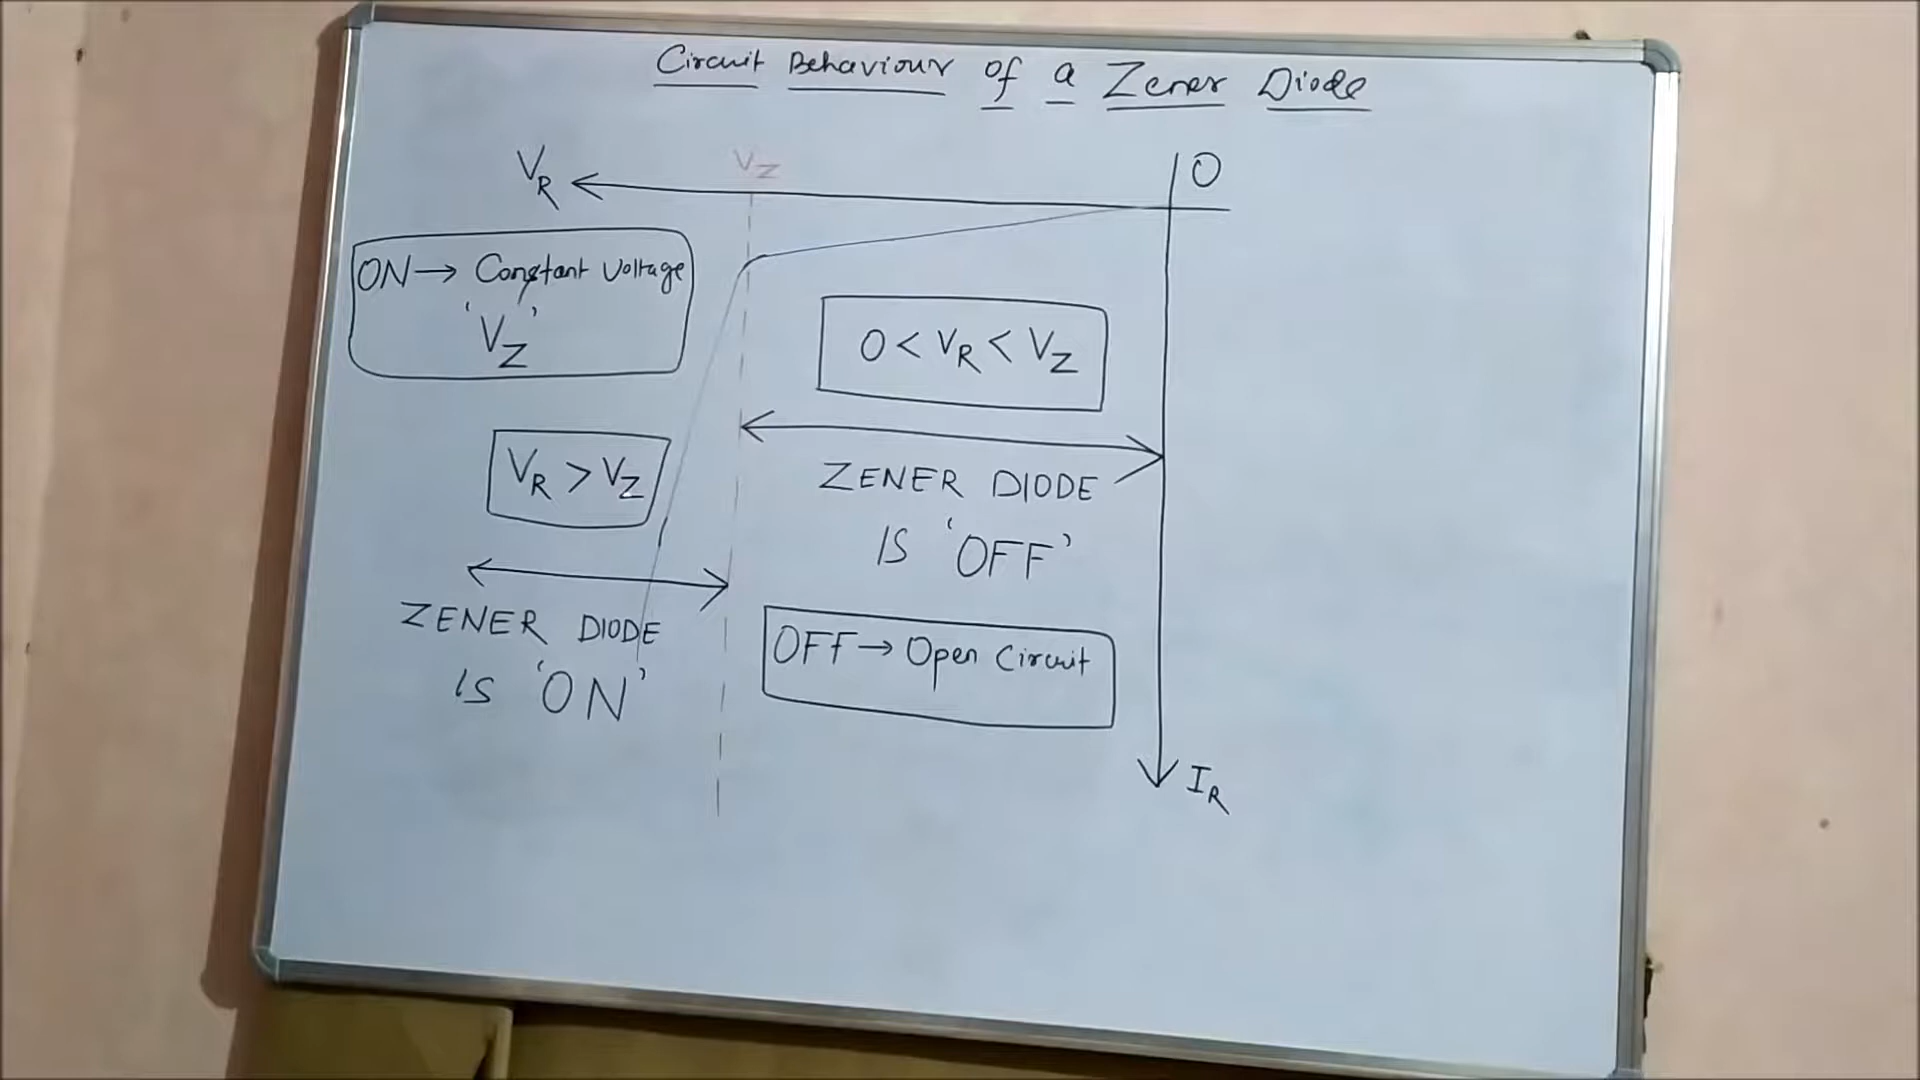 Circuit Behaviour of a Zener Diode
VR
VZ
O
ON → Constant Voltage
'VZ'
0 < VR < VZ
VR > VZ
ZENER DIODE
IS 'OFF'
ZENER DIODE
IS 'ON'
OFF → Open Circuit
IR